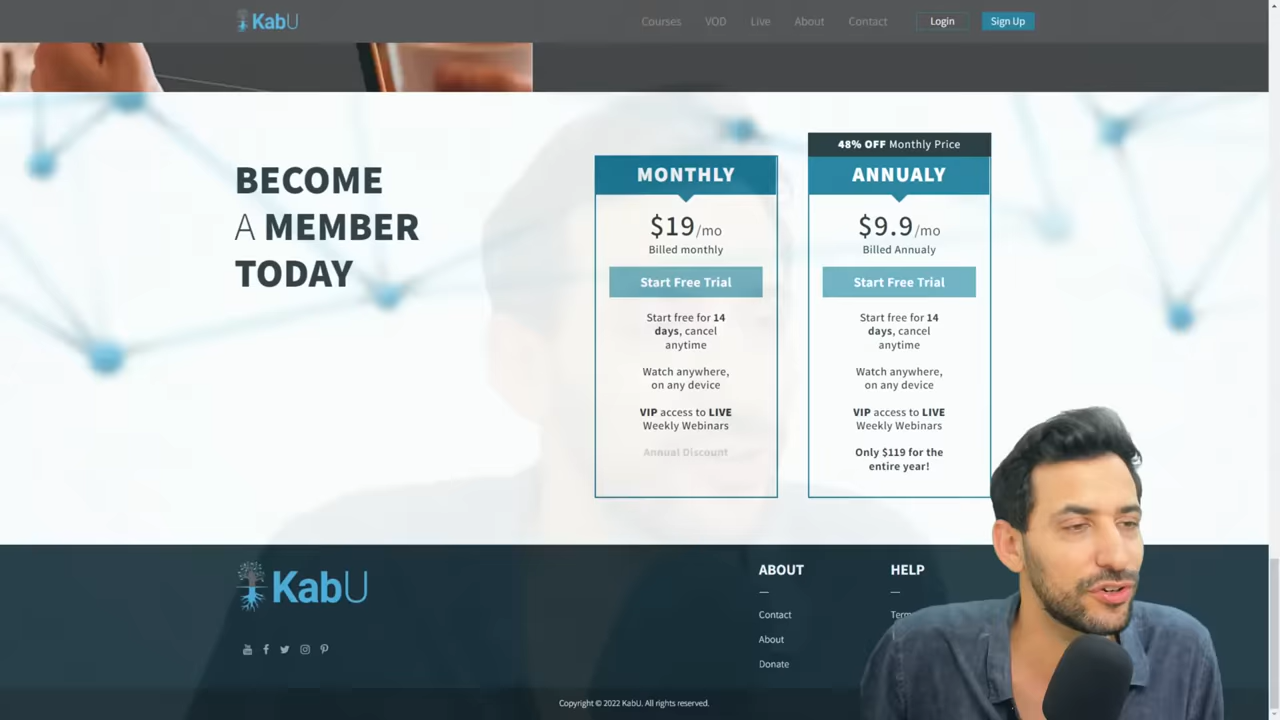 KabU
Courses
VOD
Live
About
Contact
Login
Sign Up
BECOME
A MEMBER
TODAY
MONTHLY
$19/mo
Billed monthly
Start Free Trial
Start free for 14
days, cancel
anytime
Watch anywhere,
on any device
VIP access to LIVE
Weekly Webinars
Annual Discount
48% OFF Monthly Price
ANNUALY
$9.9/mo
Billed Annualy
Start Free Trial
Start free for 14
days, cancel
anytime
Watch anywhere,
on any device
VIP access to LIVE
Weekly Webinars
Only $119 for the
entire year!
KabU
ABOUT
Contact
About
Donate
HELP
Copyright © 2022 KabU. All rights reserved.